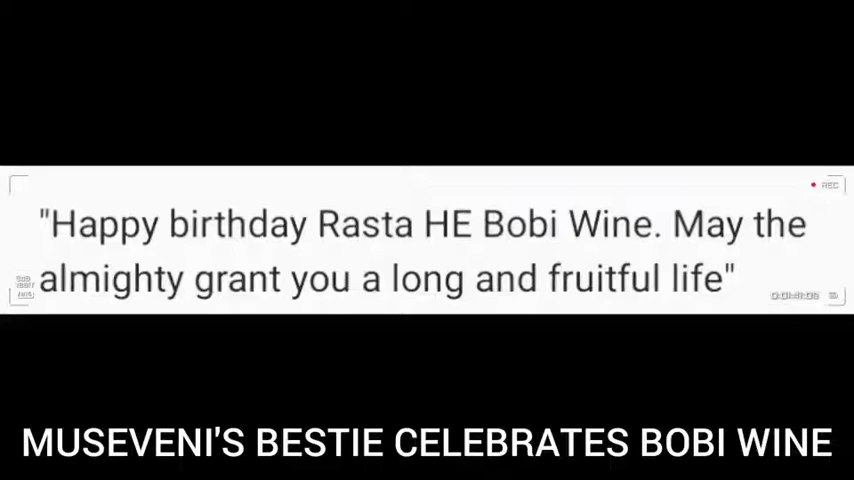 REC
"Happy birthday Rasta HE Bobi Wine. May the
almighty grant you a long and fruitful life"
MUSEVENI'S BESTIE CELEBRATES BOBI WINE